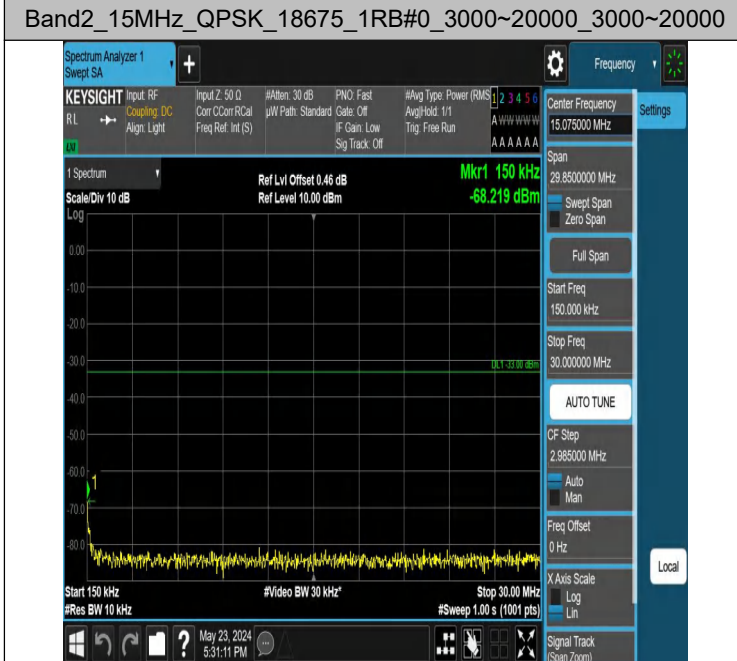 Band2_15MHz_QPSK_18675_1RB#0_3000~20000_3000~20000
Spectrum Analyzer 1
Swept SA
+
Frequency
KEYSIGHT
RL
Input: RF
Coupling: DC
Align: Light
Input Z: 50 Ω
Corr CCorr RCal
Freq Ref: Int (S)
#Atten: 30 dB
µW Path: Standard
PNO: Fast
Gate: Off
IF Gain: Low
Sig Track: Off
#Avg Type: Power (RMS
Avg|Hold: 1/1
Trig: Free Run
1 2 3 4 5 6
A W W W W W
A A A A A A
1 Spectrum
Scale/Div 10 dB
Log
Ref Lvl Offset 0.46 dB
Ref Level 10.00 dBm
Mkr1 150 kHz
-68.219 dBm
0.00
-10.0
-20.0
-30.0
-40.0
-50.0
-60.0
-70.0
-80.0
DL1 -33.00 dBm
1
Start 150 kHz
#Res BW 10 kHz
#Video BW 30 kHz*
Stop 30.00 MHz
#Sweep 1.00 s (1001 pts)
Center Frequency
15.075000 MHz
Span
29.8500000 MHz
Swept Span
Zero Span
Full Span
Start Freq
150.000 kHz
Stop Freq
30.000000 MHz
AUTO TUNE
CF Step
2.985000 MHz
Auto
Man
Freq Offset
0 Hz
X Axis Scale
Log
Lin
Signal Track
(Span Zoom)
Settings
Local
?
May 23, 2024
5:31:11 PM